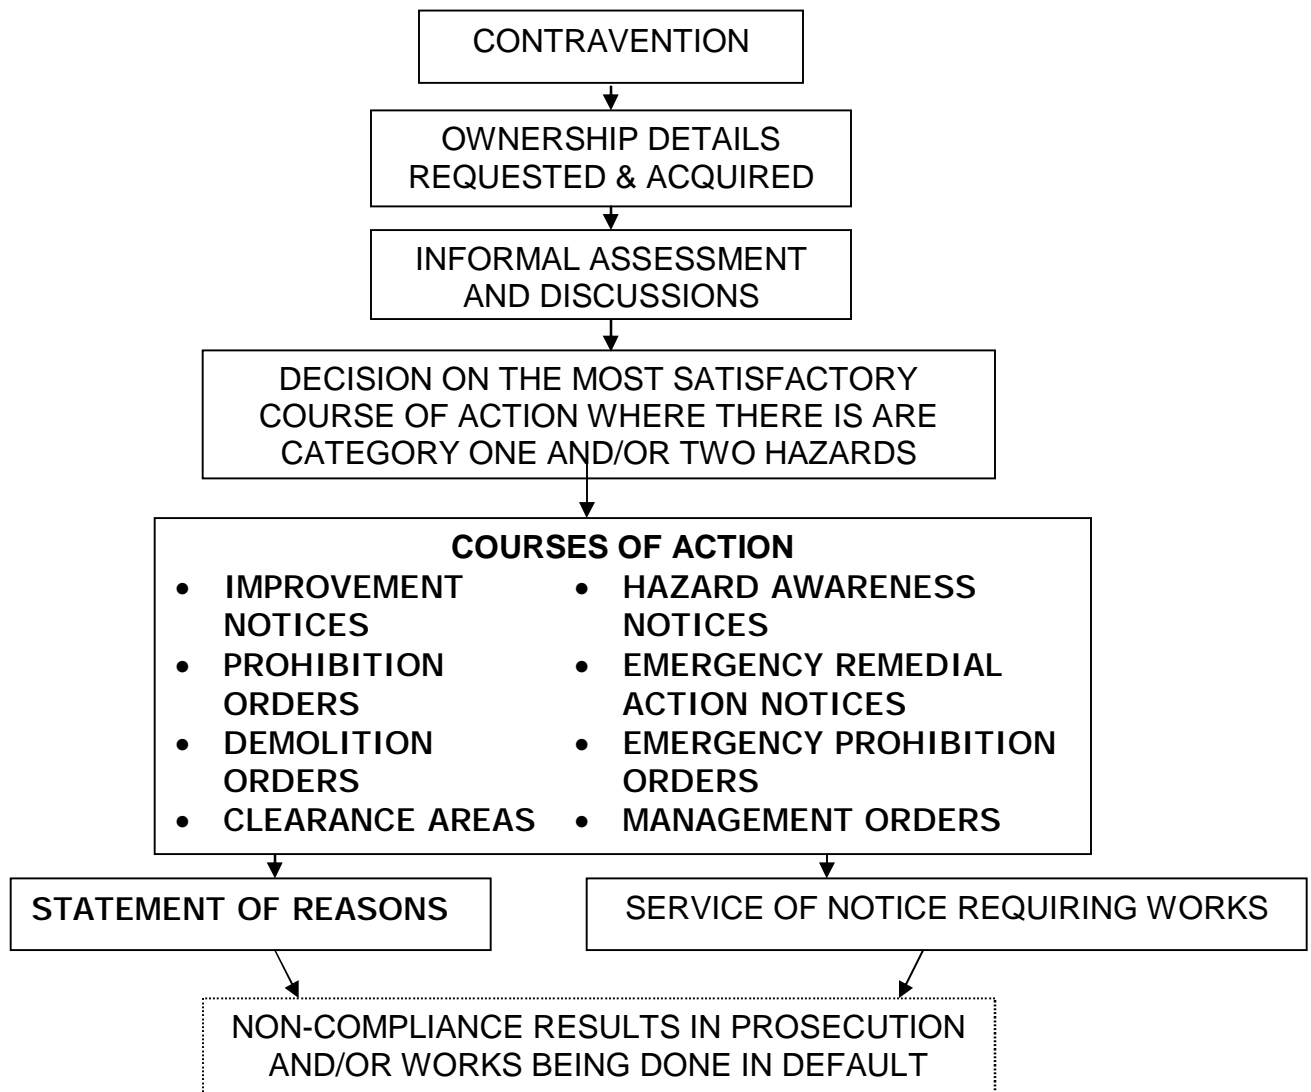 CONTRAVENTION
OWNERSHIP DETAILS
REQUESTED & ACQUIRED
INFORMAL ASSESSMENT
AND DISCUSSIONS
DECISION ON THE MOST SATISFACTORY
COURSE OF ACTION WHERE THERE IS ARE
CATEGORY ONE AND/OR TWO HAZARDS
COURSES OF ACTION
• IMPROVEMENT
NOTICES
• PROHIBITION
ORDERS
• DEMOLITION
ORDERS
• CLEARANCE AREAS
• HAZARD AWARENESS
NOTICES
• EMERGENCY REMEDIAL
ACTION NOTICES
• EMERGENCY PROHIBITION
ORDERS
• MANAGEMENT ORDERS
STATEMENT OF REASONS
SERVICE OF NOTICE REQUIRING WORKS
NON-COMPLIANCE RESULTS IN PROSECUTION
AND/OR WORKS BEING DONE IN DEFAULT